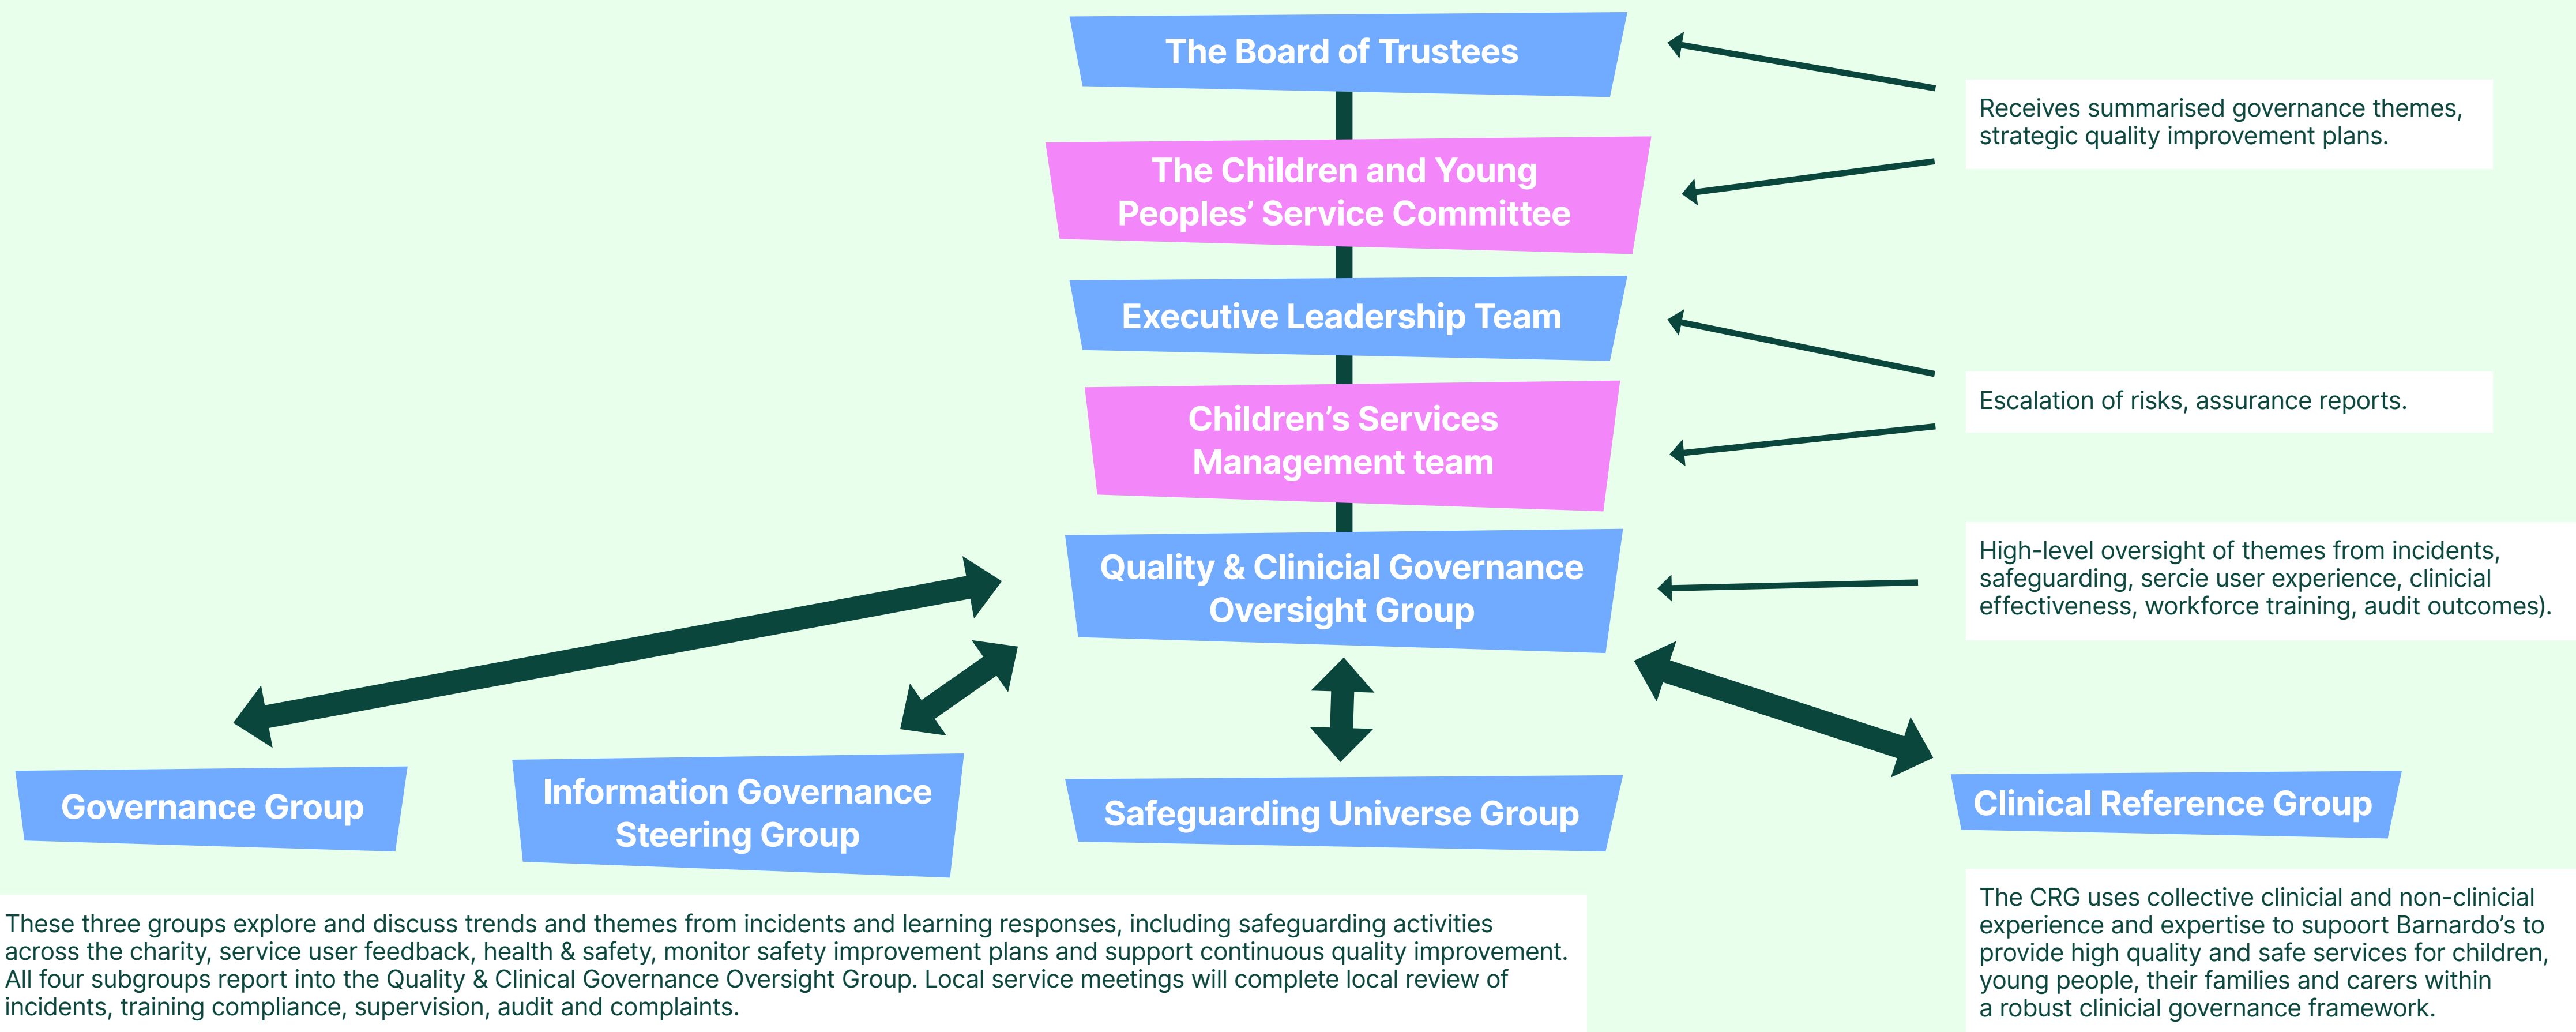 The Board of Trustees
Receives summarised governance themes,
strategic quality improvement plans.
The Children and Young
Peoples’ Service Committee
Executive Leadership Team
Escalation of risks, assurance reports.
Children’s Services
Management team
Quality & Clinicial Governance
Oversight Group
High-level oversight of themes from incidents,
safeguarding, sercie user experience, clinicial
effectiveness, workforce training, audit outcomes).
Governance Group
Information Governance
Steering Group
Safeguarding Universe Group
Clinical Reference Group
These three groups explore and discuss trends and themes from incidents and learning responses, including safeguarding activities
across the charity, service user feedback, health & safety, monitor safety improvement plans and support continuous quality improvement.
All four subgroups report into the Quality & Clinical Governance Oversight Group. Local service meetings will complete local review of
incidents, training compliance, supervision, audit and complaints.
The CRG uses collective clinicial and non-clinicial
experience and expertise to supoort Barnardo’s to
provide high quality and safe services for children,
young people, their families and carers within
a robust clinicial governance framework.